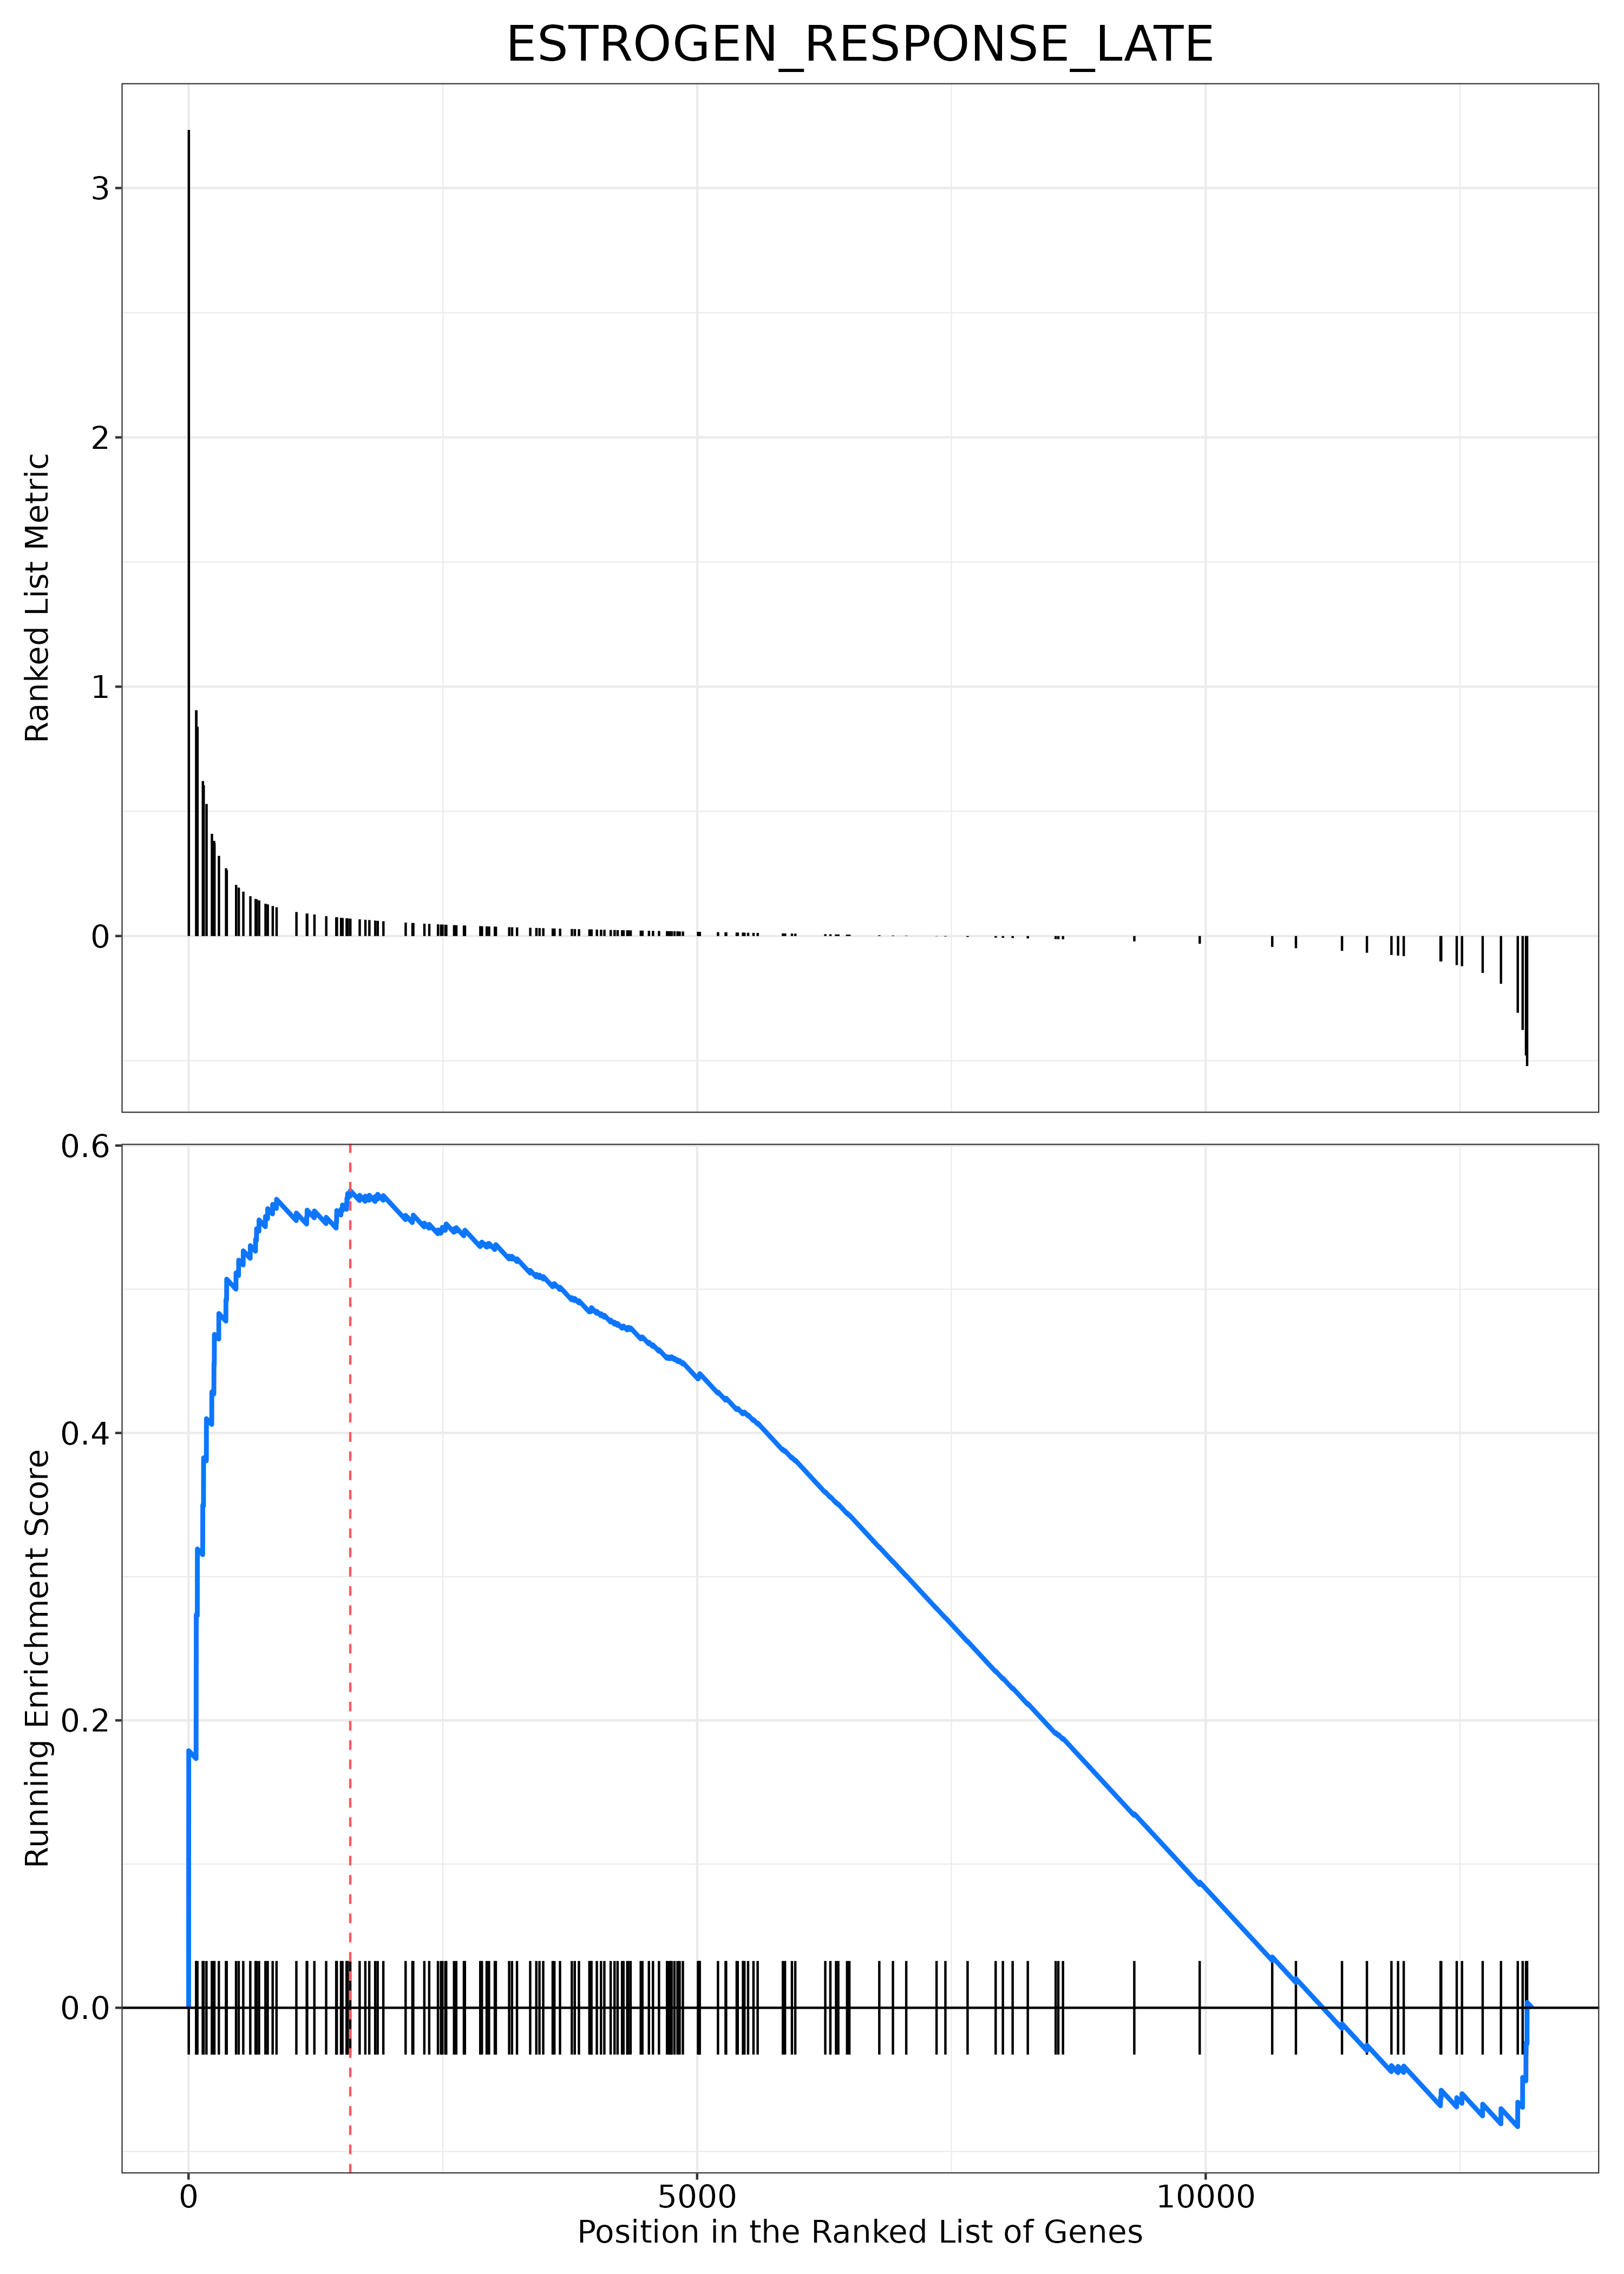 ESTROGEN_RESPONSE_LATE
3
2
1
0
Ranked List Metric
0.6
0.4
0.2
0.0
Running Enrichment Score
0 5000 10000
Position in the Ranked List of Genes